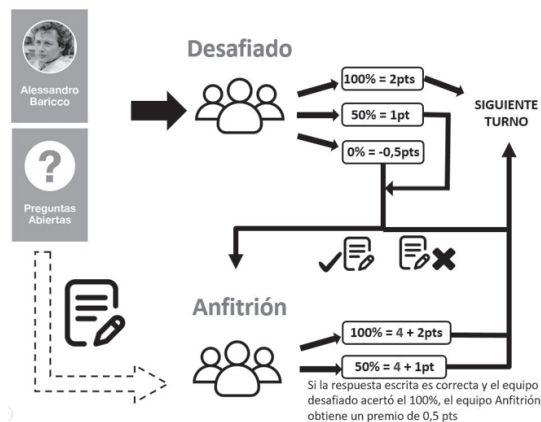 Alessandro
Baricco
?
Preguntas
Abiertas
Desafiado
100% = 2pts
50% = 1pt
0% = -0,5pts
SIGUIENTE
TURNO
Anfitrión
100% = 4 + 2pts
50% = 4 + 1pt
Si la respuesta escrita es correcta y el equipo
desafiado acertó el 100%, el equipo Anfitrión
obtiene un premio de 0,5 pts